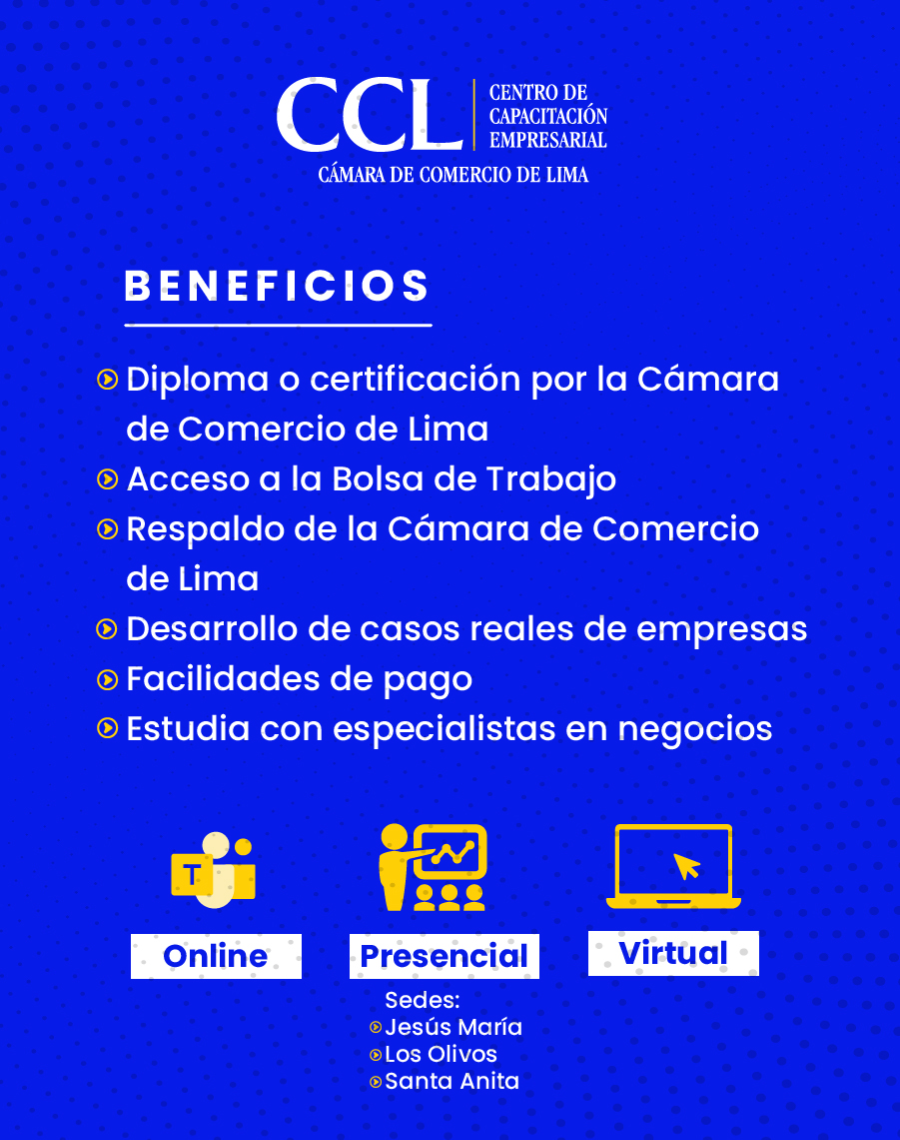 CCL
CENTRO DE
CAPACITACIÓN
EMPRESARIAL
CÁMARA DE COMERCIO DE LIMA
BENEFICIOS
Diploma o certificación por la Cámara
de Comercio de Lima
Acceso a la Bolsa de Trabajo
Respaldo de la Cámara de Comercio
de Lima
Desarrollo de casos reales de empresas
Facilidades de pago
Estudia con especialistas en negocios
T
Online
Presencial
Virtual
Sedes:
Jesús María
Los Olivos
Santa Anita